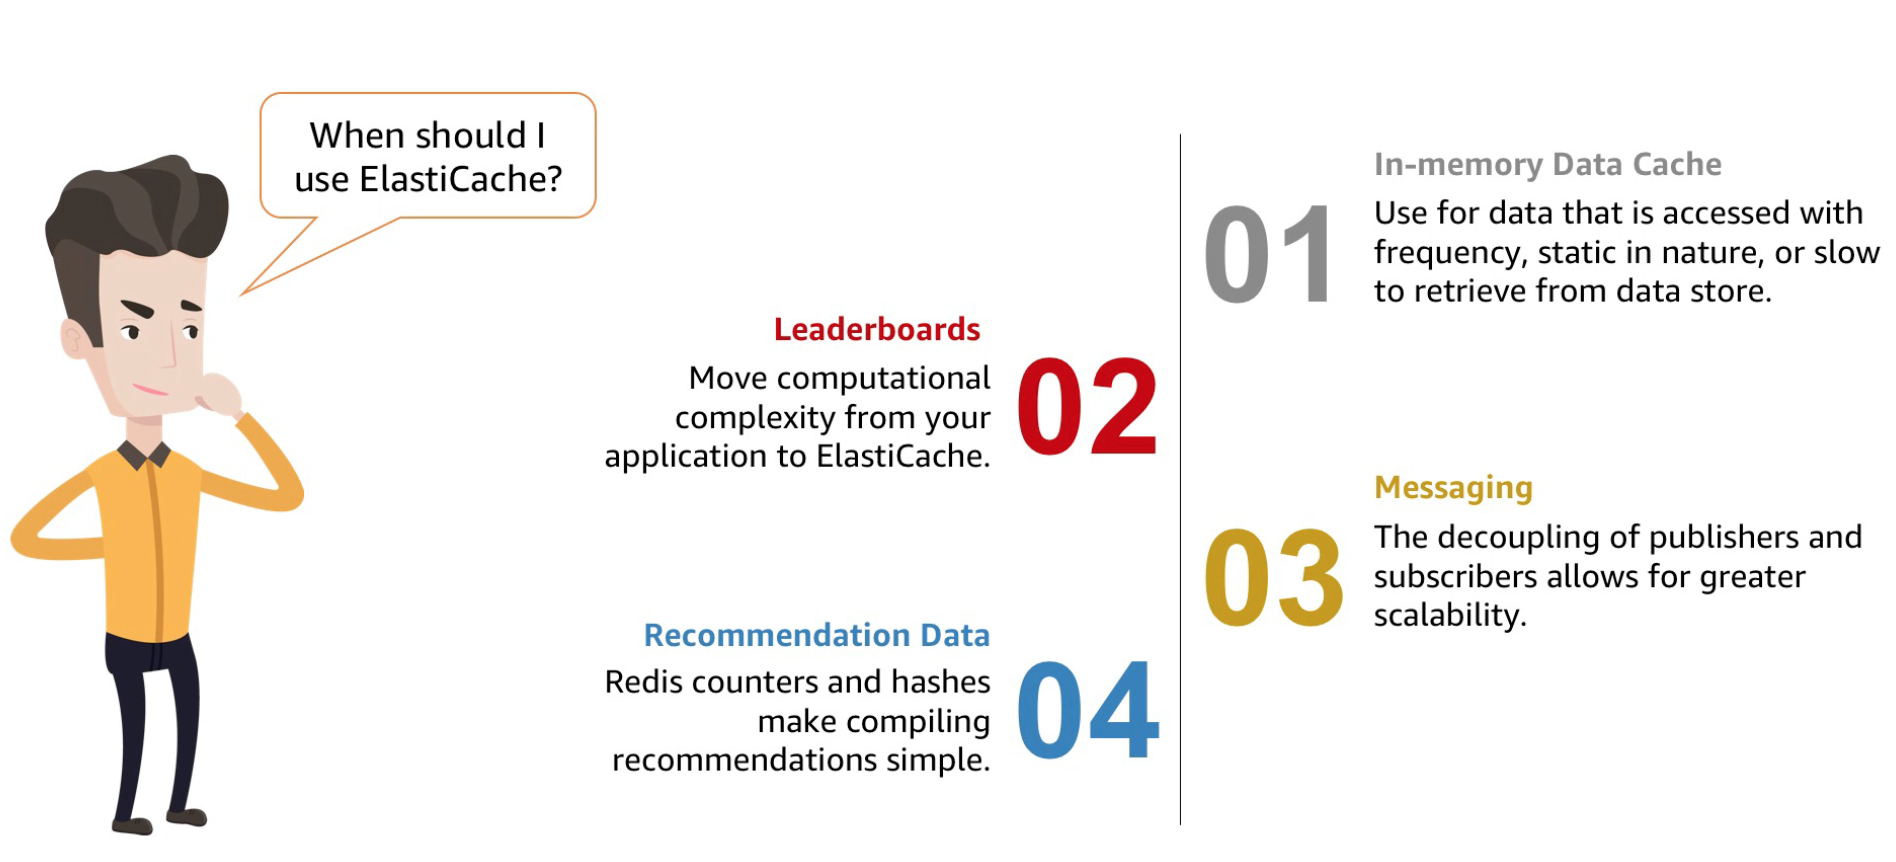 When should I
use ElastiCache?
01
In-memory Data Cache
Use for data that is accessed with
frequency, static in nature, or slow
to retrieve from data store.
02
Leaderboards
Move computational
complexity from your
application to ElastiCache.
03
Messaging
The decoupling of publishers and
subscribers allows for greater
scalability.
04
Recommendation Data
Redis counters and hashes
make compiling
recommendations simple.